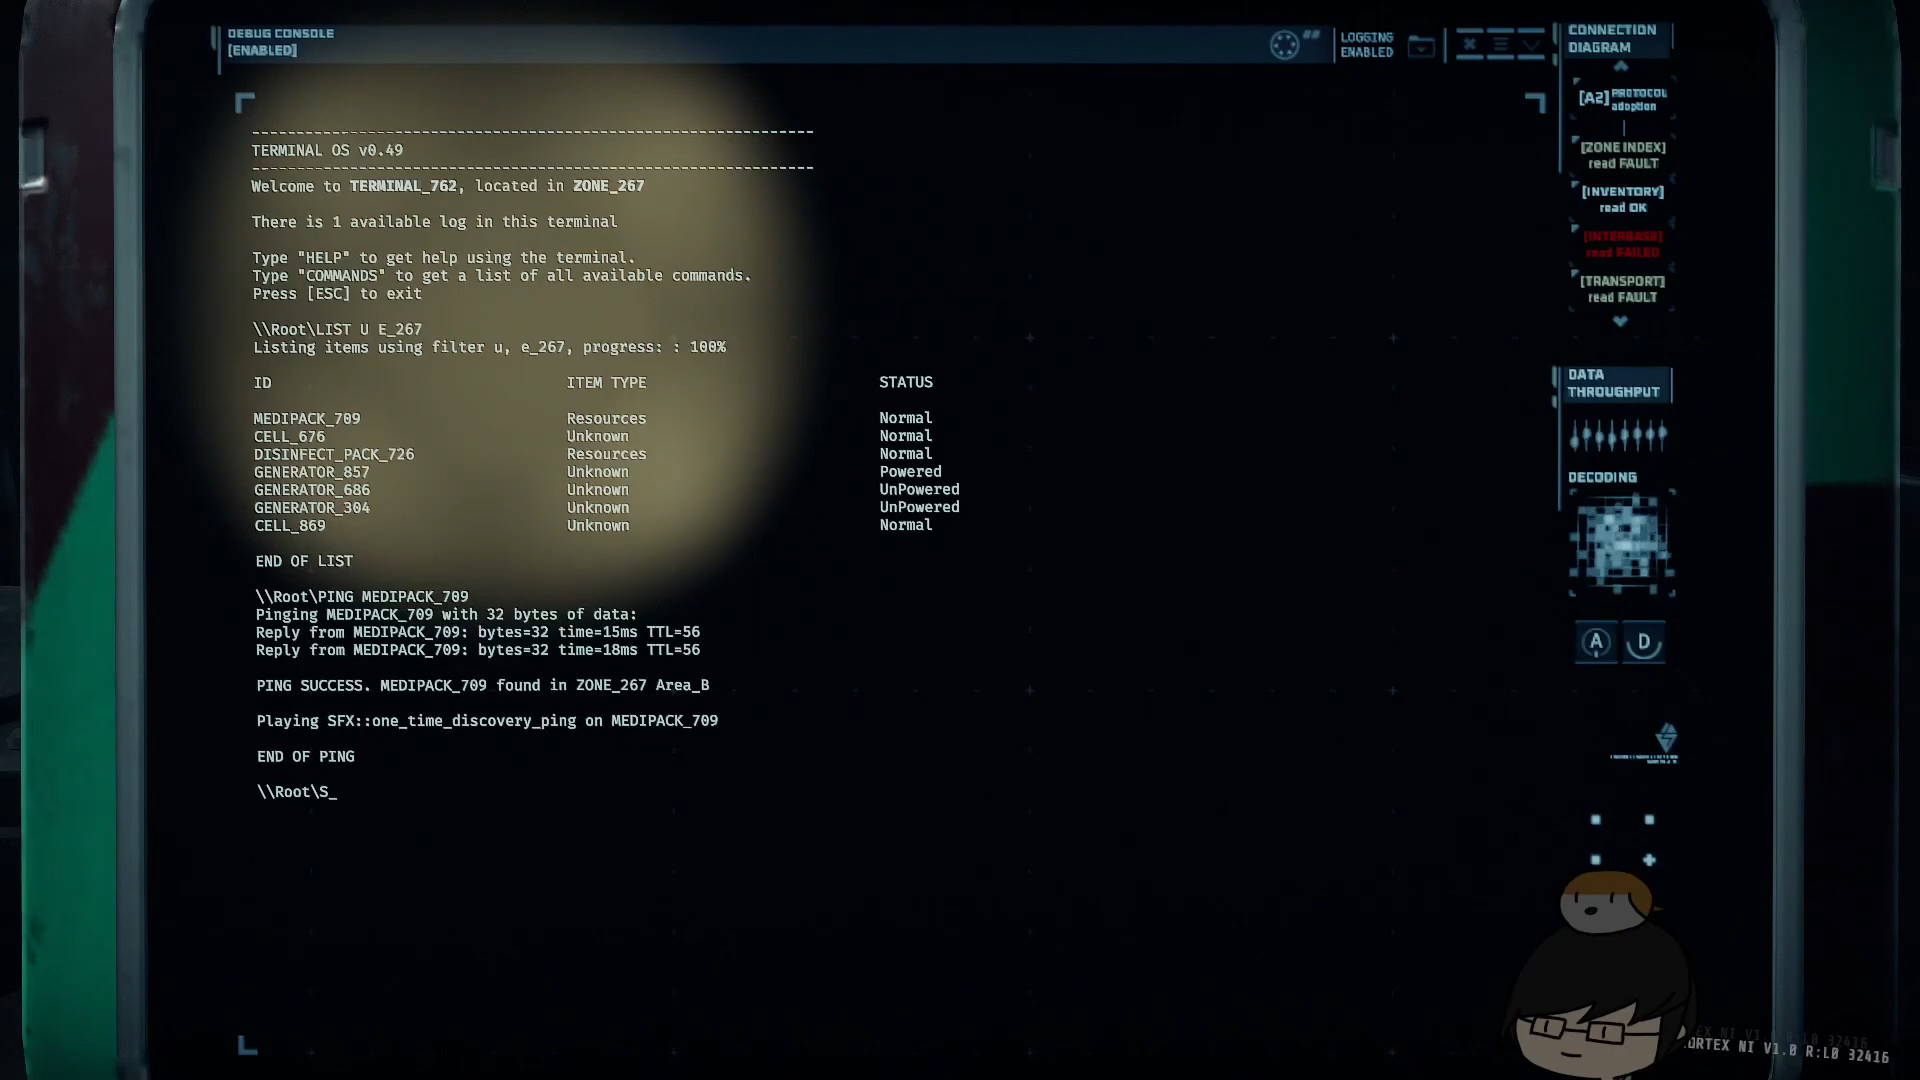 DEBUG CONSOLE
[ENABLED]
LOGGING
ENABLED
--------------------------------------------------------------
TERMINAL OS v0.49
--------------------------------------------------------------
Welcome to TERMINAL_762, located in ZONE_267
There is 1 available log in this terminal
Type "HELP" to get help using the terminal.
Type "COMMANDS" to get a list of all available commands.
Press [ESC] to exit
\\Root\LIST U E_267
Listing items using filter u, e_267, progress: : 100%
ID ITEM TYPE STATUS
MEDIPACK_709 Resources Normal
CELL_676 Unknown Normal
DISINFECT_PACK_726 Resources Normal
GENERATOR_857 Unknown Powered
GENERATOR_686 Unknown UnPowered
GENERATOR_304 Unknown UnPowered
CELL_869 Unknown Normal
END OF LIST
\\Root\PING MEDIPACK_709
Pinging MEDIPACK_709 with 32 bytes of data:
Reply from MEDIPACK_709: bytes=32 time=15ms TTL=56
Reply from MEDIPACK_709: bytes=32 time=18ms TTL=56
PING SUCCESS. MEDIPACK_709 found in ZONE_267 Area_B
Playing SFX::one_time_discovery_ping on MEDIPACK_709
END OF PING
\\Root\S_
CONNECTION
DIAGRAM
[A2] PROTOCOL
adoption
[ZONE INDEX]
read FAULT
[INVENTORY]
read OK
[INTERBASE]
read FAILED
[TRANSPORT]
read FAULT
DATA
THROUGHPUT
DECODING
A D
NI V1.0 R:L0 32416